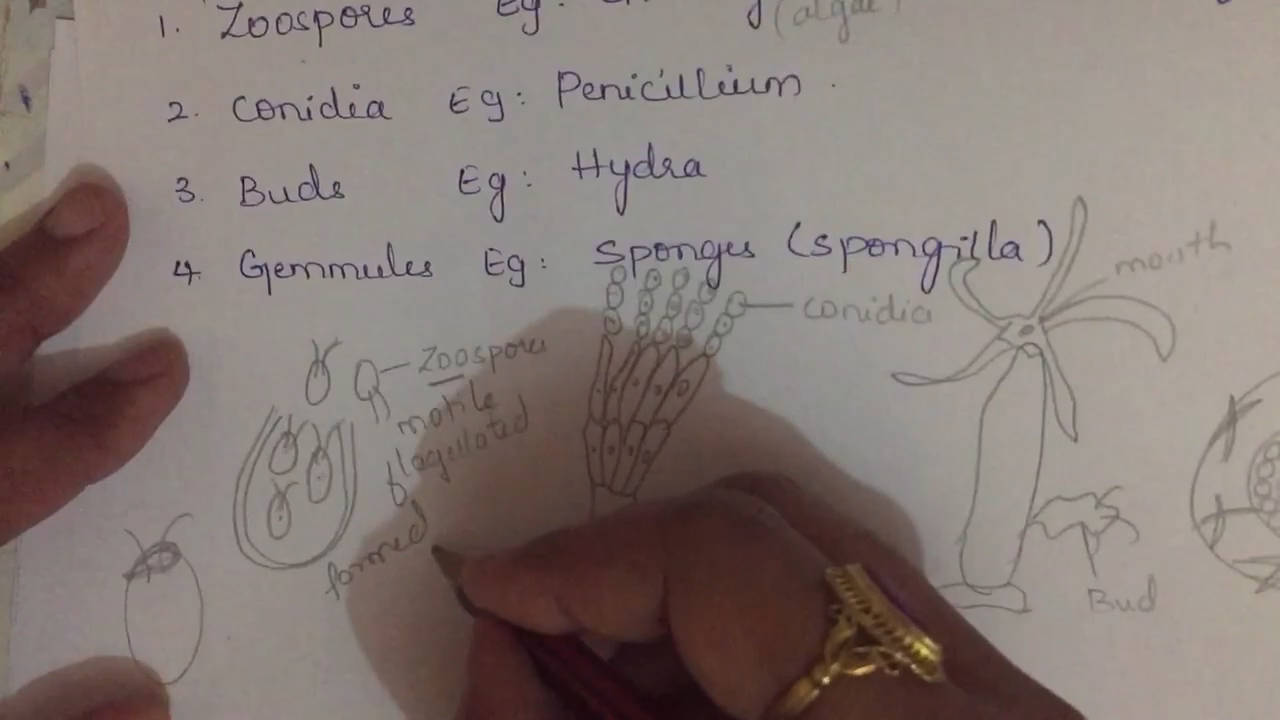 1. Zoospores Eg: (algae)
2. Conidia Eg: Penicillium.
3. Buds Eg: Hydra
4. Gemmules Eg: Sponges (Spongilla)
mouth
conidia
Zoospore
motile
flagellated
formed
Bud